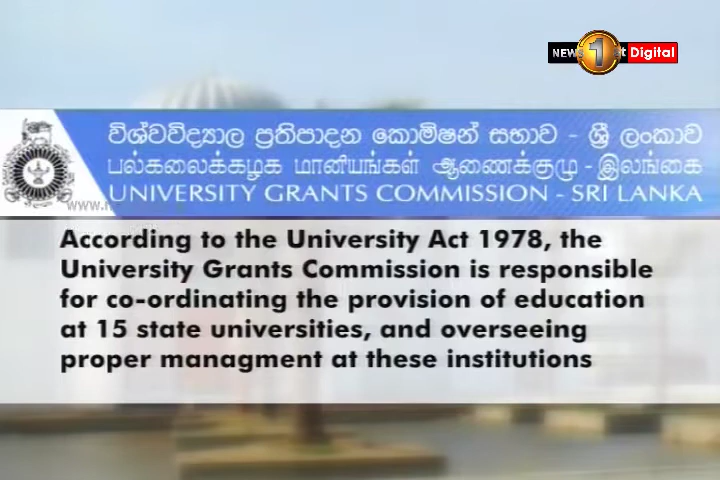 NEWS 1st Digital
විශ්වවිද්‍යාල ප්‍රතිපාදන කොමිෂන් සභාව - ශ්‍රී ලංකාව
பல்கலைக்கழக மானியங்கள் ஆணைக்குழு - இலங்கை
UNIVERSITY GRANTS COMMISSION - SRI LANKA
According to the University Act 1978, the
University Grants Commission is responsible
for co-ordinating the provision of education
at 15 state universities, and overseeing
proper managment at these institutions